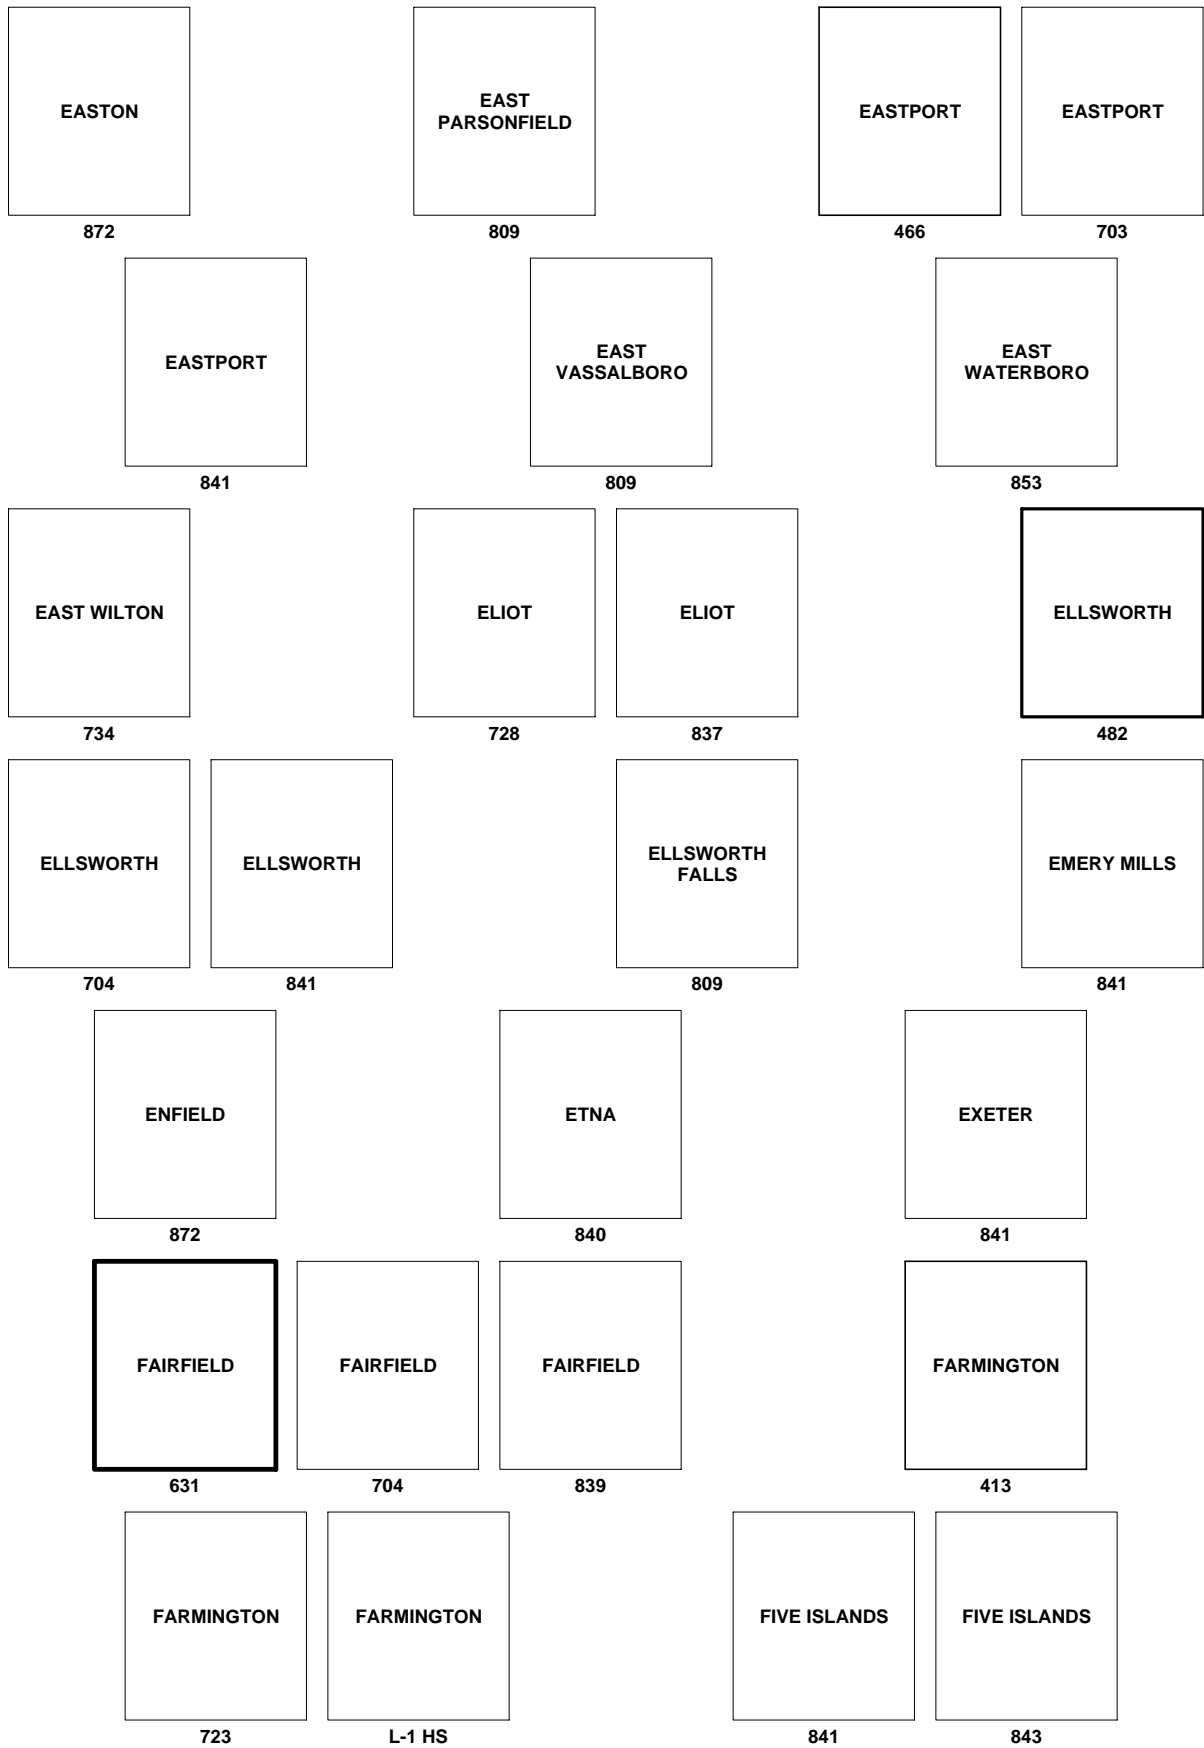 EASTON
872
EAST
PARSONFIELD
809
EASTPORT
466
EASTPORT
703
EASTPORT
841
EAST
VASSALBORO
809
EAST
WATERBORO
853
EAST WILTON
734
ELIOT
728
ELIOT
837
ELLSWORTH
482
ELLSWORTH
704
ELLSWORTH
841
ELLSWORTH
FALLS
809
EMERY MILLS
841
ENFIELD
872
ETNA
840
EXETER
841
FAIRFIELD
631
FAIRFIELD
704
FAIRFIELD
839
FARMINGTON
413
FARMINGTON
723
FARMINGTON
L-1 HS
FIVE ISLANDS
841
FIVE ISLANDS
843